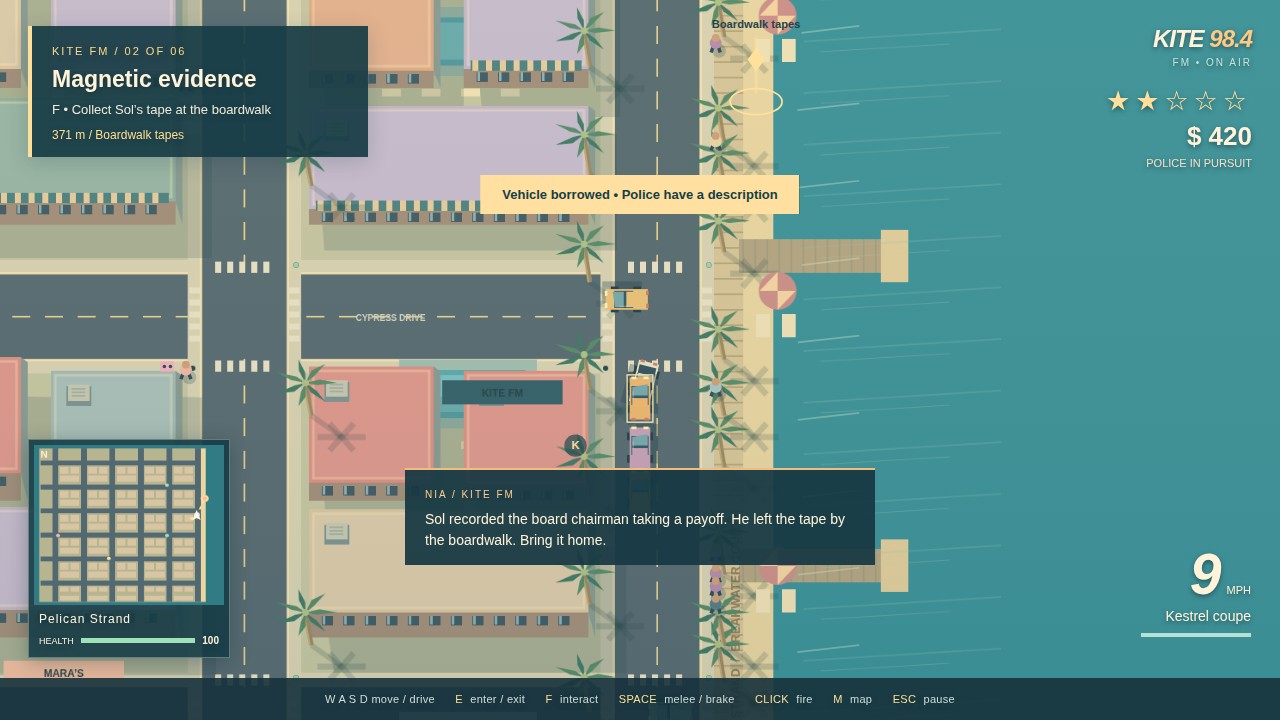 Boardwalk tapes
KITE FM / 02 OF 06
Magnetic evidence
F • Collect Sol's tape at the boardwalk
371 m / Boardwalk tapes
KITE 98.4
FM • ON AIR
★★☆☆☆
$ 420
POLICE IN PURSUIT
Vehicle borrowed • Police have a description
CYPRESS DRIVE
KITE FM
K
NIA / KITE FM
Sol recorded the board chairman taking a payoff. He left the tape by
the boardwalk. Bring it home.
N
Pelican Strand
HEALTH 100
9 MPH
Kestrel coupe
MARA'S
W A S D move / drive E enter / exit F interact SPACE melee / brake CLICK fire M map ESC pause